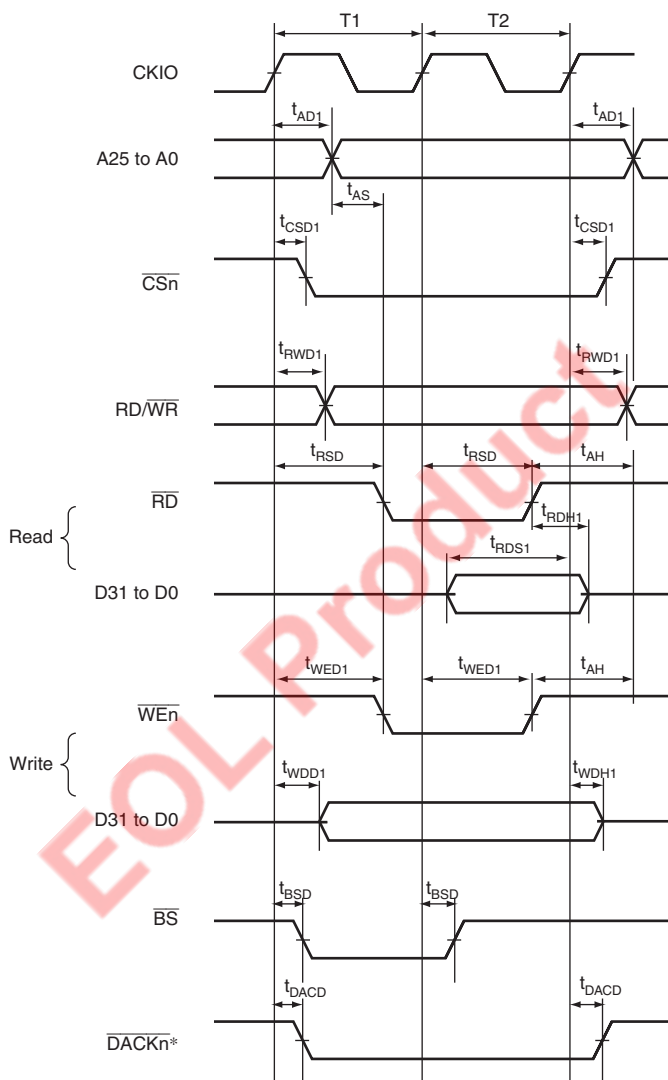 T1 T2
CKIO
tAD1 tAD1
A25 to A0
tAS
tCSD1 tCSD1
CSn
tRWD1 tRWD1
RD/WR
tRSD tRSD tAH
RD
tRDH1
Read
tRDS1
D31 to D0
tWED1 tWED1 tAH
WEn
Write
tWDD1 tWDH1
D31 to D0
tBSD tBSD
BS
tDACD tDACD
DACKn*
EOL Product